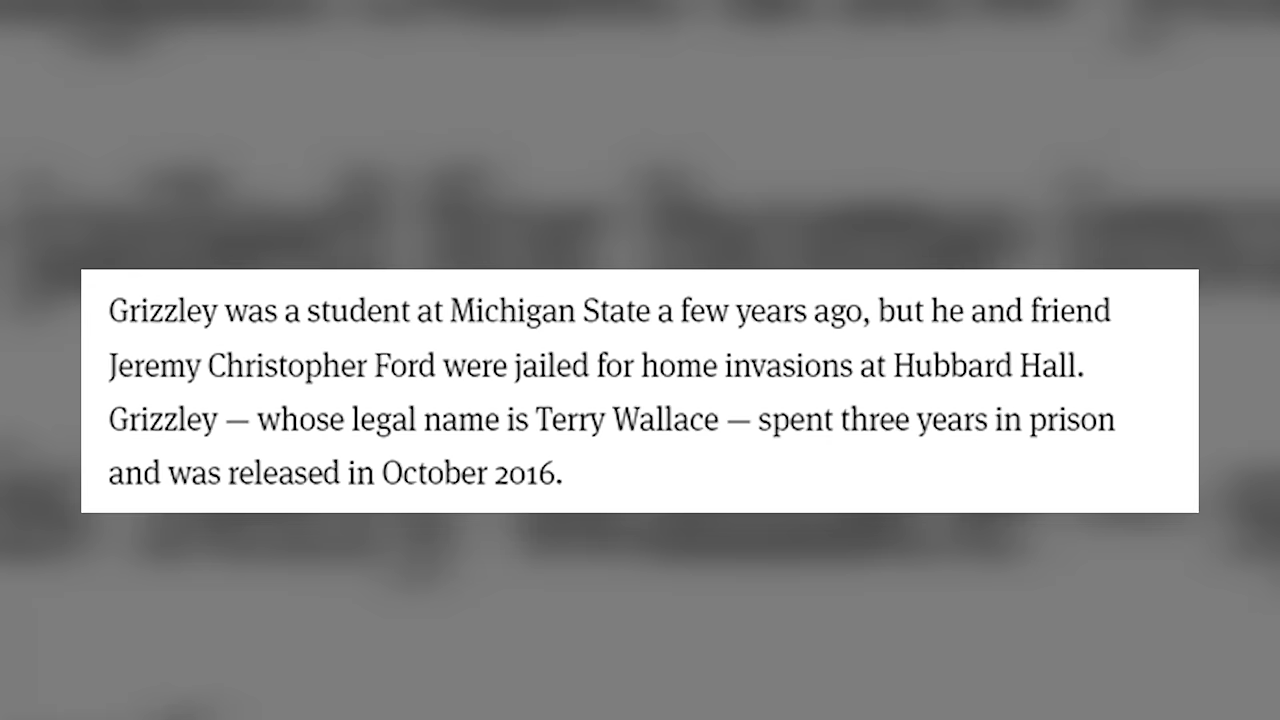 Grizzley was a student at Michigan State a few years ago, but he and friend
Jeremy Christopher Ford were jailed for home invasions at Hubbard Hall.
Grizzley — whose legal name is Terry Wallace — spent three years in prison
and was released in October 2016.